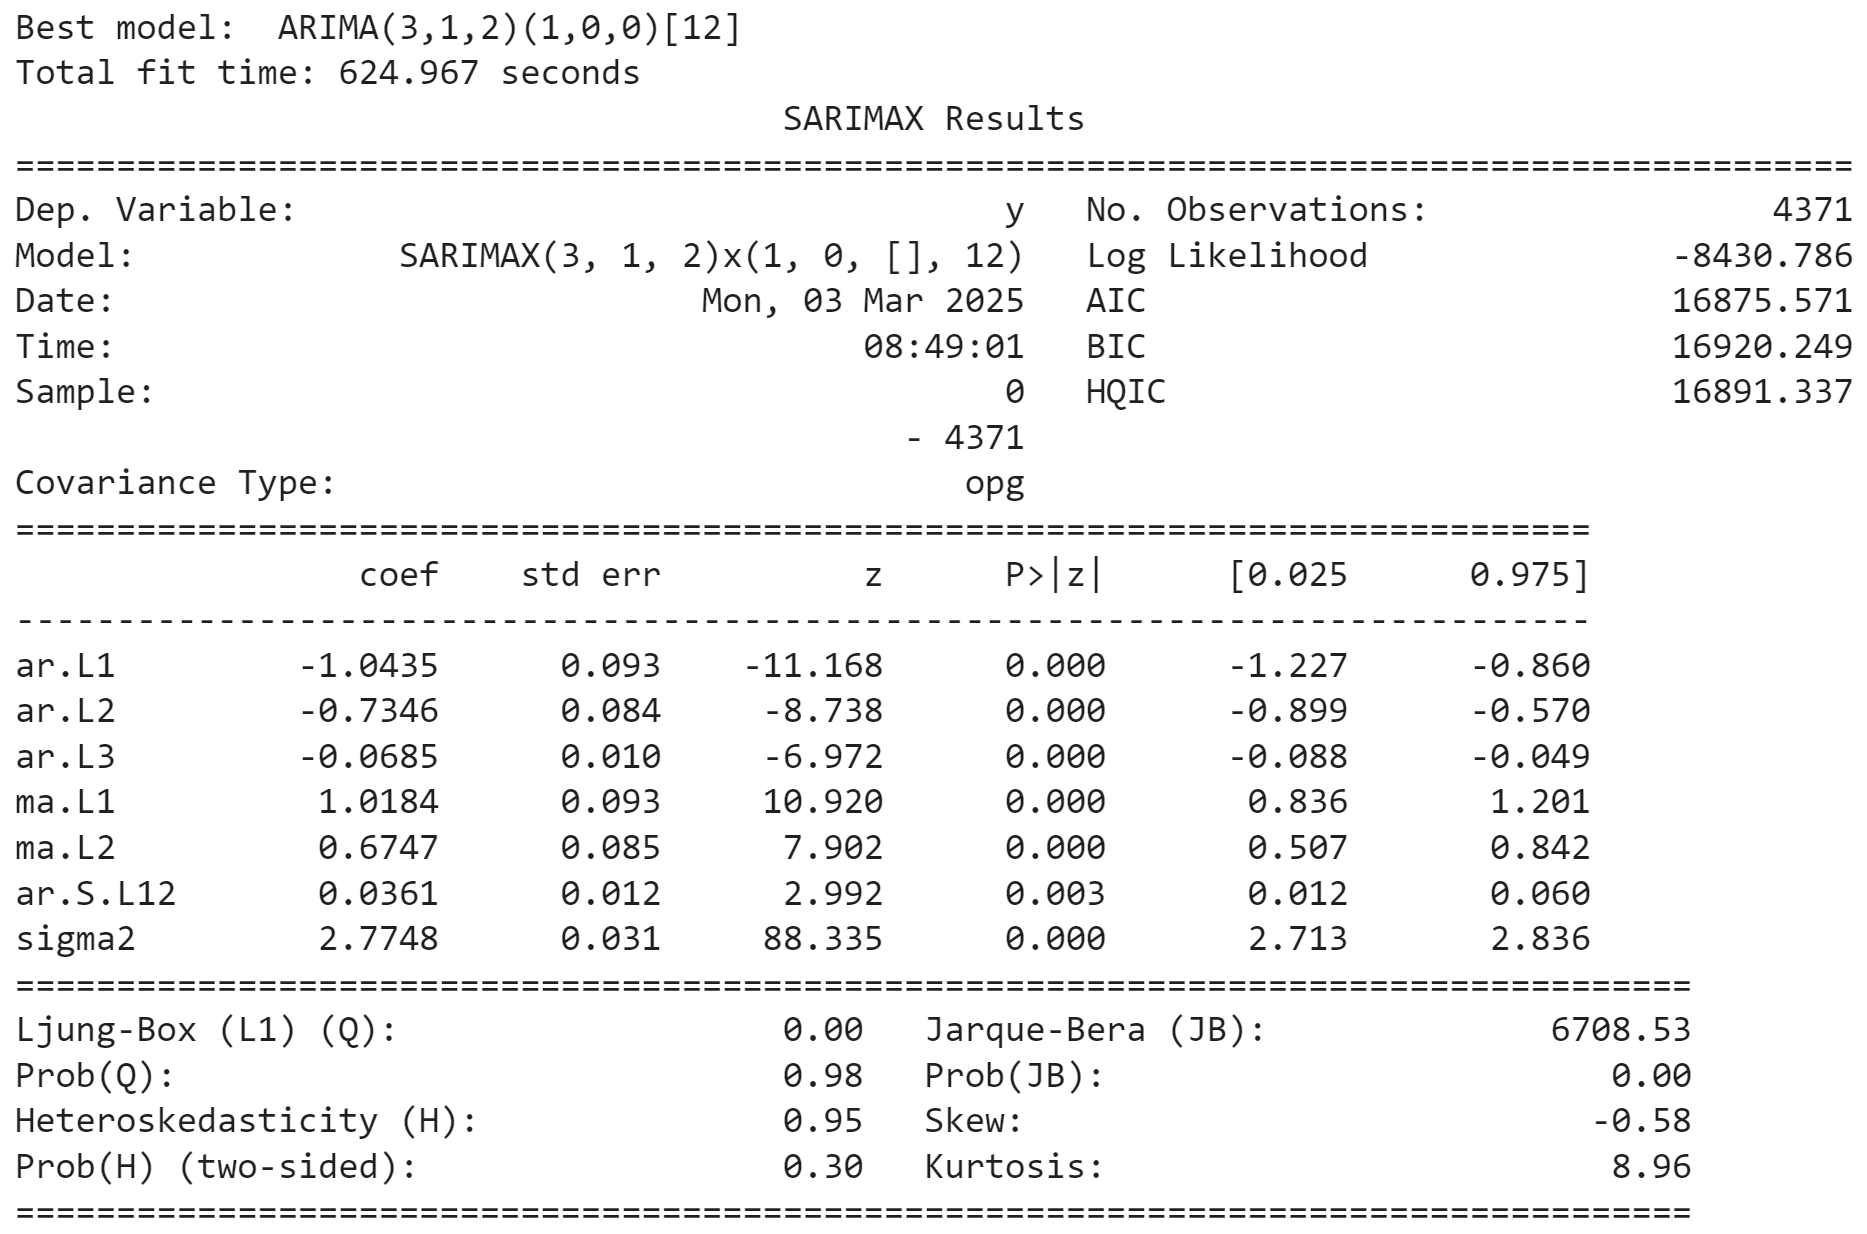 Best model:  ARIMA(3,1,2)(1,0,0)[12]
Total fit time: 624.967 seconds
                                      SARIMAX Results
===========================================================================================
Dep. Variable:                                   y   No. Observations:                 4371
Model:             SARIMAX(3, 1, 2)x(1, 0, [], 12)   Log Likelihood               -8430.786
Date:                             Mon, 03 Mar 2025   AIC                          16875.571
Time:                                     08:49:01   BIC                          16920.249
Sample:                                          0   HQIC                         16891.337
                                            - 4371
Covariance Type:                               opg
==============================================================================
                 coef    std err          z      P>|z|      [0.025      0.975]
------------------------------------------------------------------------------
ar.L1         -1.0435      0.093    -11.168      0.000      -1.227      -0.860
ar.L2         -0.7346      0.084     -8.738      0.000      -0.899      -0.570
ar.L3         -0.0685      0.010     -6.972      0.000      -0.088      -0.049
ma.L1          1.0184      0.093     10.920      0.000       0.836       1.201
ma.L2          0.6747      0.085      7.902      0.000       0.507       0.842
ar.S.L12       0.0361      0.012      2.992      0.003       0.012       0.060
sigma2         2.7748      0.031     88.335      0.000       2.713       2.836
===================================================================================
Ljung-Box (L1) (Q):                   0.00   Jarque-Bera (JB):              6708.53
Prob(Q):                              0.98   Prob(JB):                         0.00
Heteroskedasticity (H):               0.95   Skew:                            -0.58
Prob(H) (two-sided):                  0.30   Kurtosis:                         8.96
===================================================================================